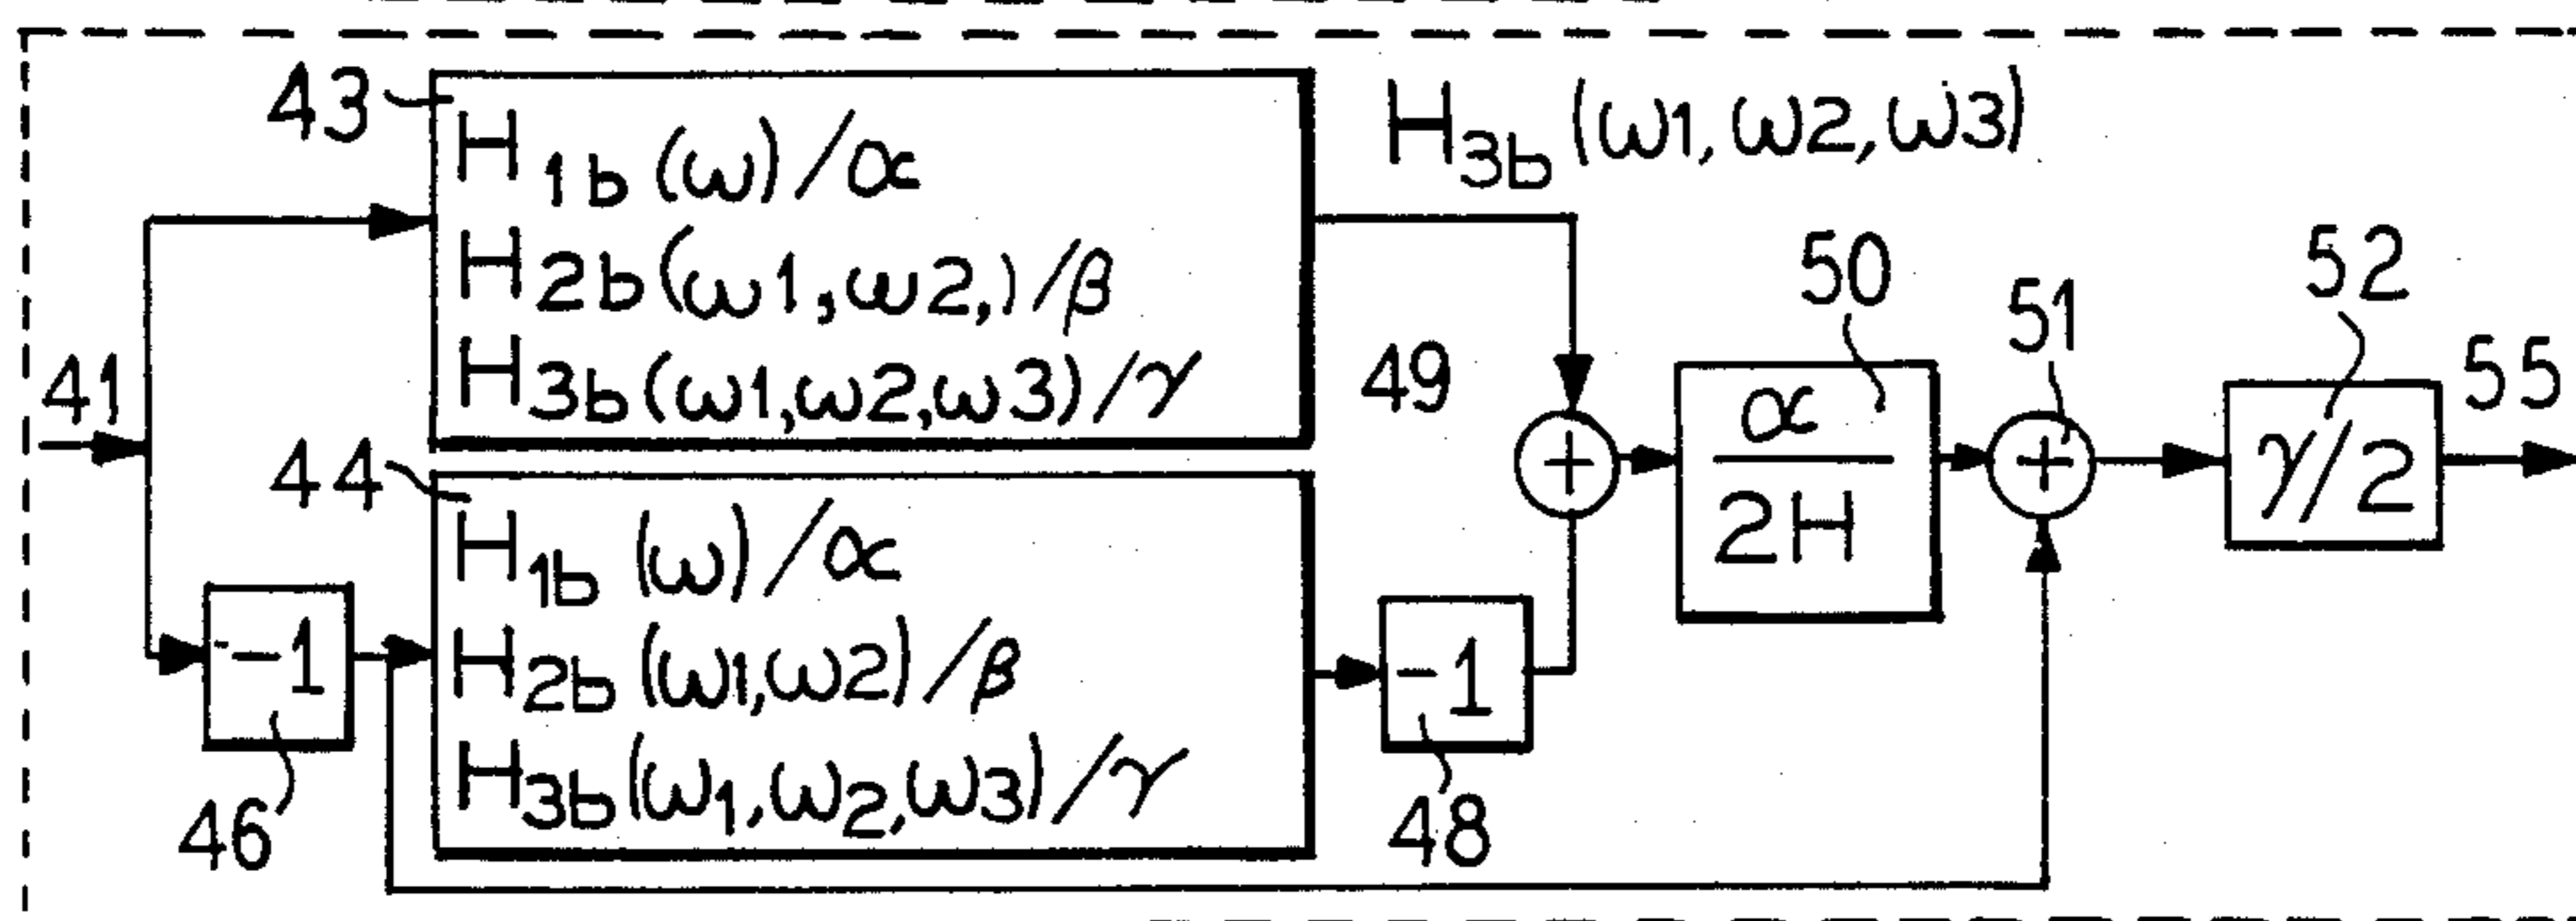 43
H1b(ω)/α
H2b(ω1,ω2,)/β
H3b(ω1,ω2,ω3)/γ
H3b(ω1,ω2,ω3)
41
44
H1b(ω)/α
H2b(ω1,ω2)/β
H3b(ω1,ω2,ω3)/γ
-1
46
-1
48
49
+
50
α
2H
51
+
52
γ/2
55